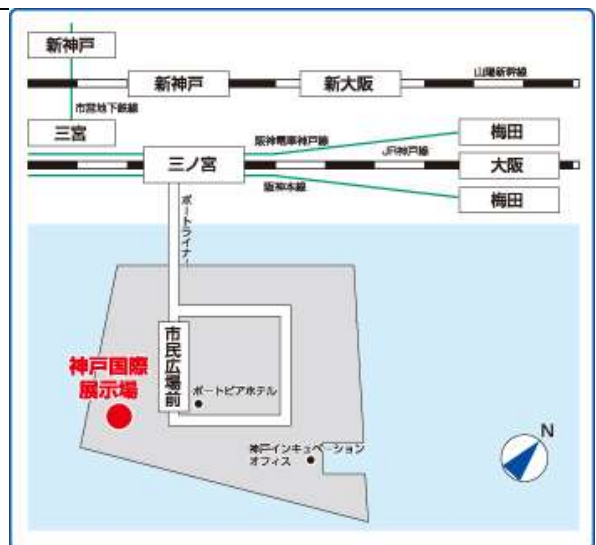 新神戸
新神戸
新大阪
山陽新幹線
市営地下鉄線
三宮
三ノ宮
阪神電車神戸線
JR神戸線
梅田
大阪
阪神本線
梅田
ポートライナー
市民広場前
神戸国際
展示場
ポートピアホテル
神戸インキュベーション
オフィス
N